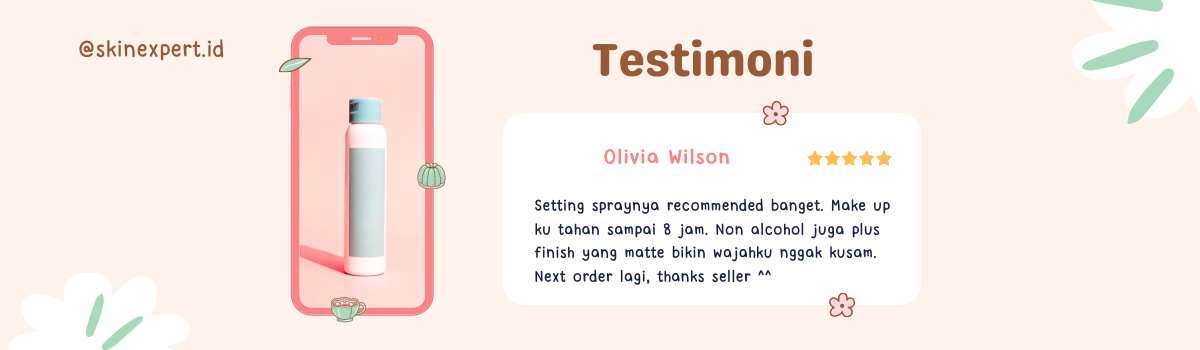 @skinexpert.id
Testimoni
Olivia Wilson
Setting spraynya recommended banget. Make up
ku tahan sampai 8 jam. Non alcohol juga plus
finish yang matte bikin wajahku nggak kusam.
Next order lagi, thanks seller ^^